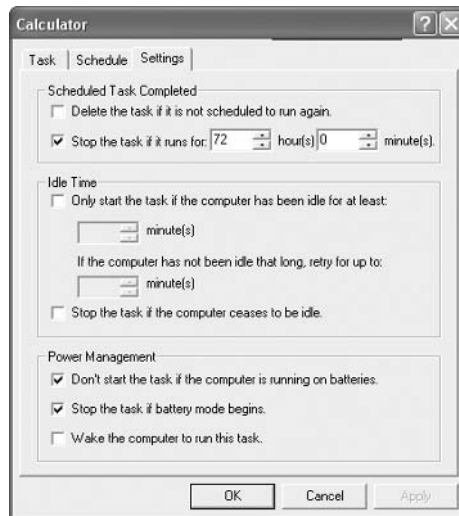 Calculator
Task Schedule Settings
Scheduled Task Completed
Delete the task if it is not scheduled to run again.
Stop the task if it runs for: 72 hour(s) 0 minute(s).
Idle Time
Only start the task if the computer has been idle for at least:
minute(s)
If the computer has not been idle that long, retry for up to:
minute(s)
Stop the task if the computer ceases to be idle.
Power Management
Don't start the task if the computer is running on batteries.
Stop the task if battery mode begins.
Wake the computer to run this task.
OK Cancel Apply